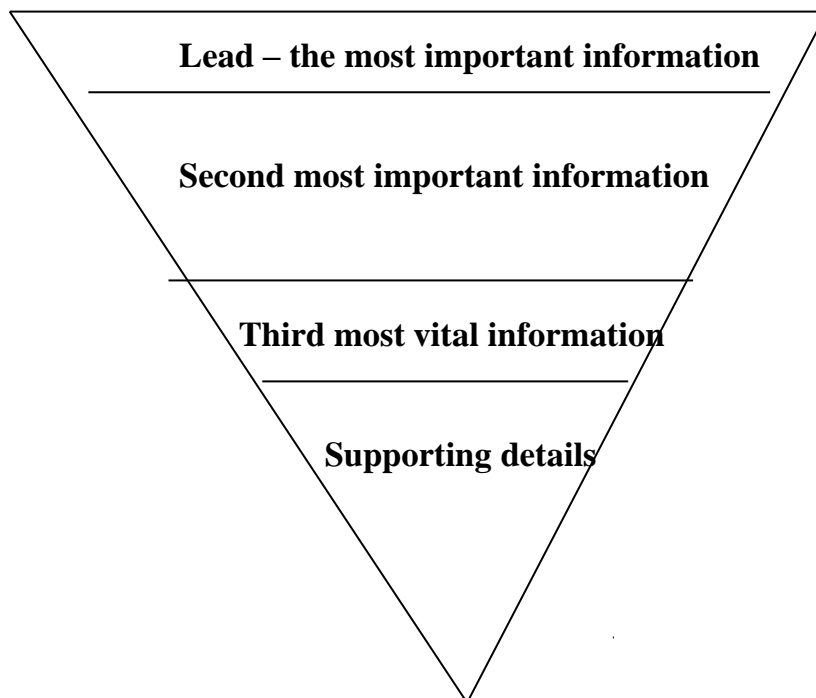 Lead – the most important information
Second most important information
Third most vital information
Supporting details